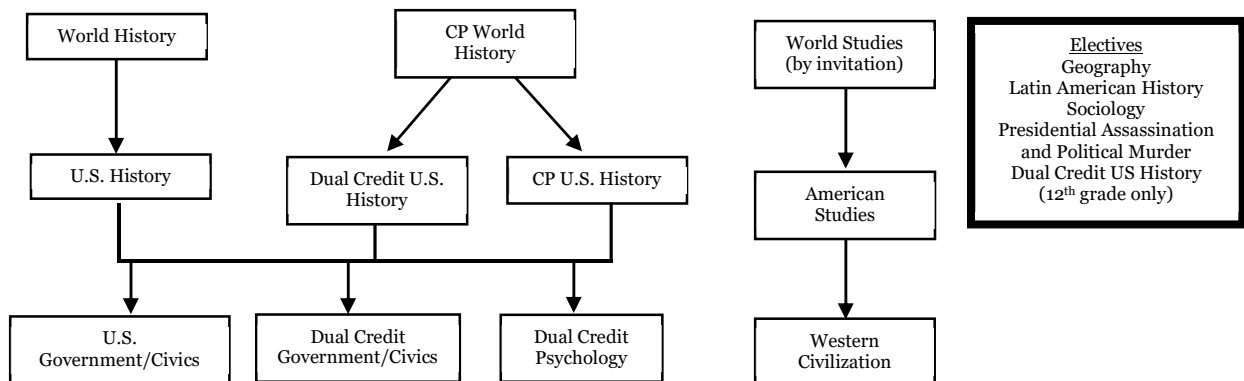 World History
CP World
History
World Studies
(by invitation)
Electives
Geography
Latin American History
Sociology
Presidential Assassination
and Political Murder
Dual Credit US History
(12th grade only)
U.S. History
Dual Credit U.S.
History
CP U.S. History
American
Studies
U.S.
Government/Civics
Dual Credit
Government/Civics
Dual Credit
Psychology
Western
Civilization